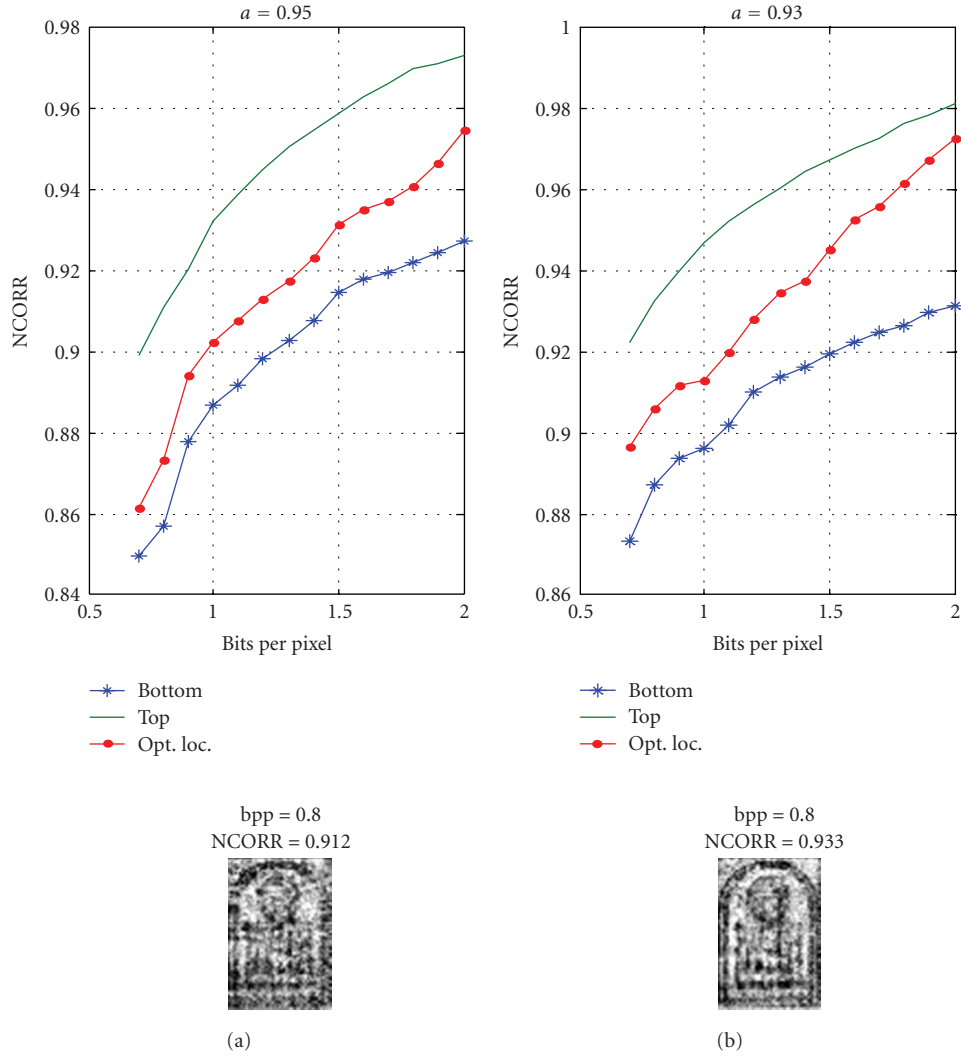 a = 0.95
0.98
0.96
0.94
0.92
0.9
0.88
0.86
0.84
NCORR
0.5 1 1.5 2
Bits per pixel
Bottom
Top
Opt. loc.
bpp = 0.8
NCORR = 0.912
(a)
a = 0.93
1
0.98
0.96
0.94
0.92
0.9
0.88
0.86
NCORR
0.5 1 1.5 2
Bits per pixel
Bottom
Top
Opt. loc.
bpp = 0.8
NCORR = 0.933
(b)